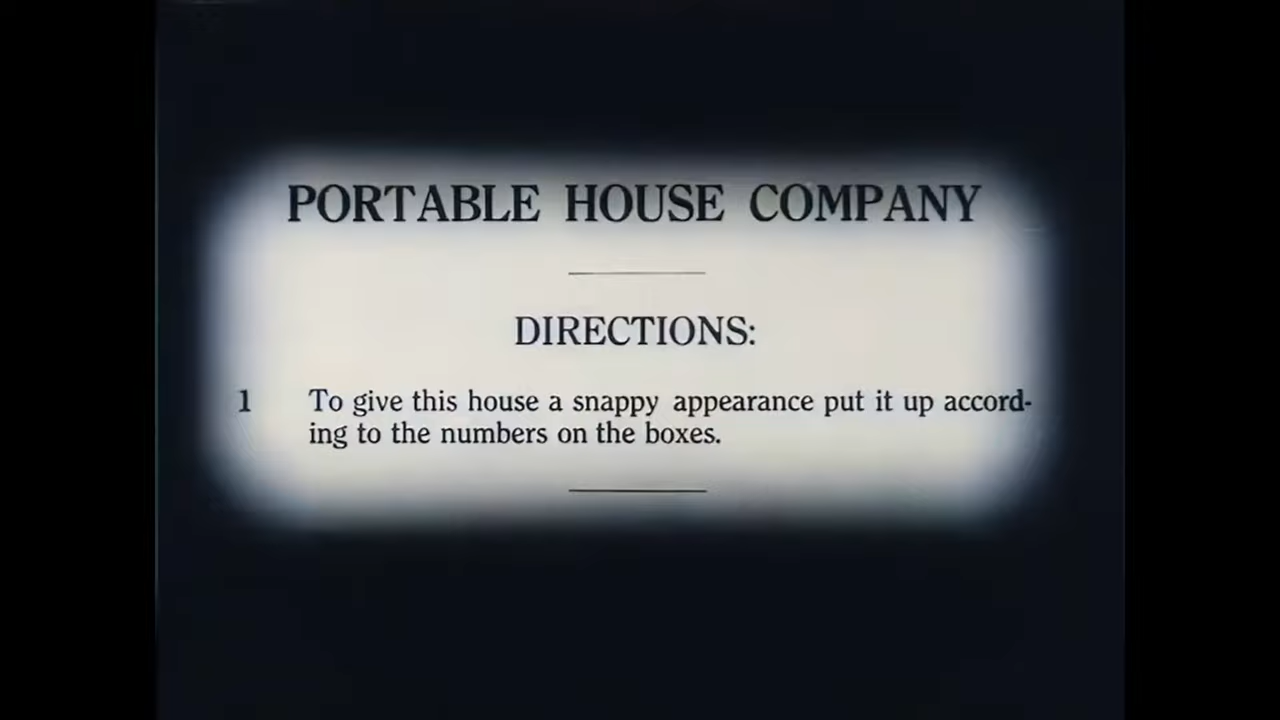 PORTABLE HOUSE COMPANY
DIRECTIONS:
1 To give this house a snappy appearance put it up accord-
ing to the numbers on the boxes.